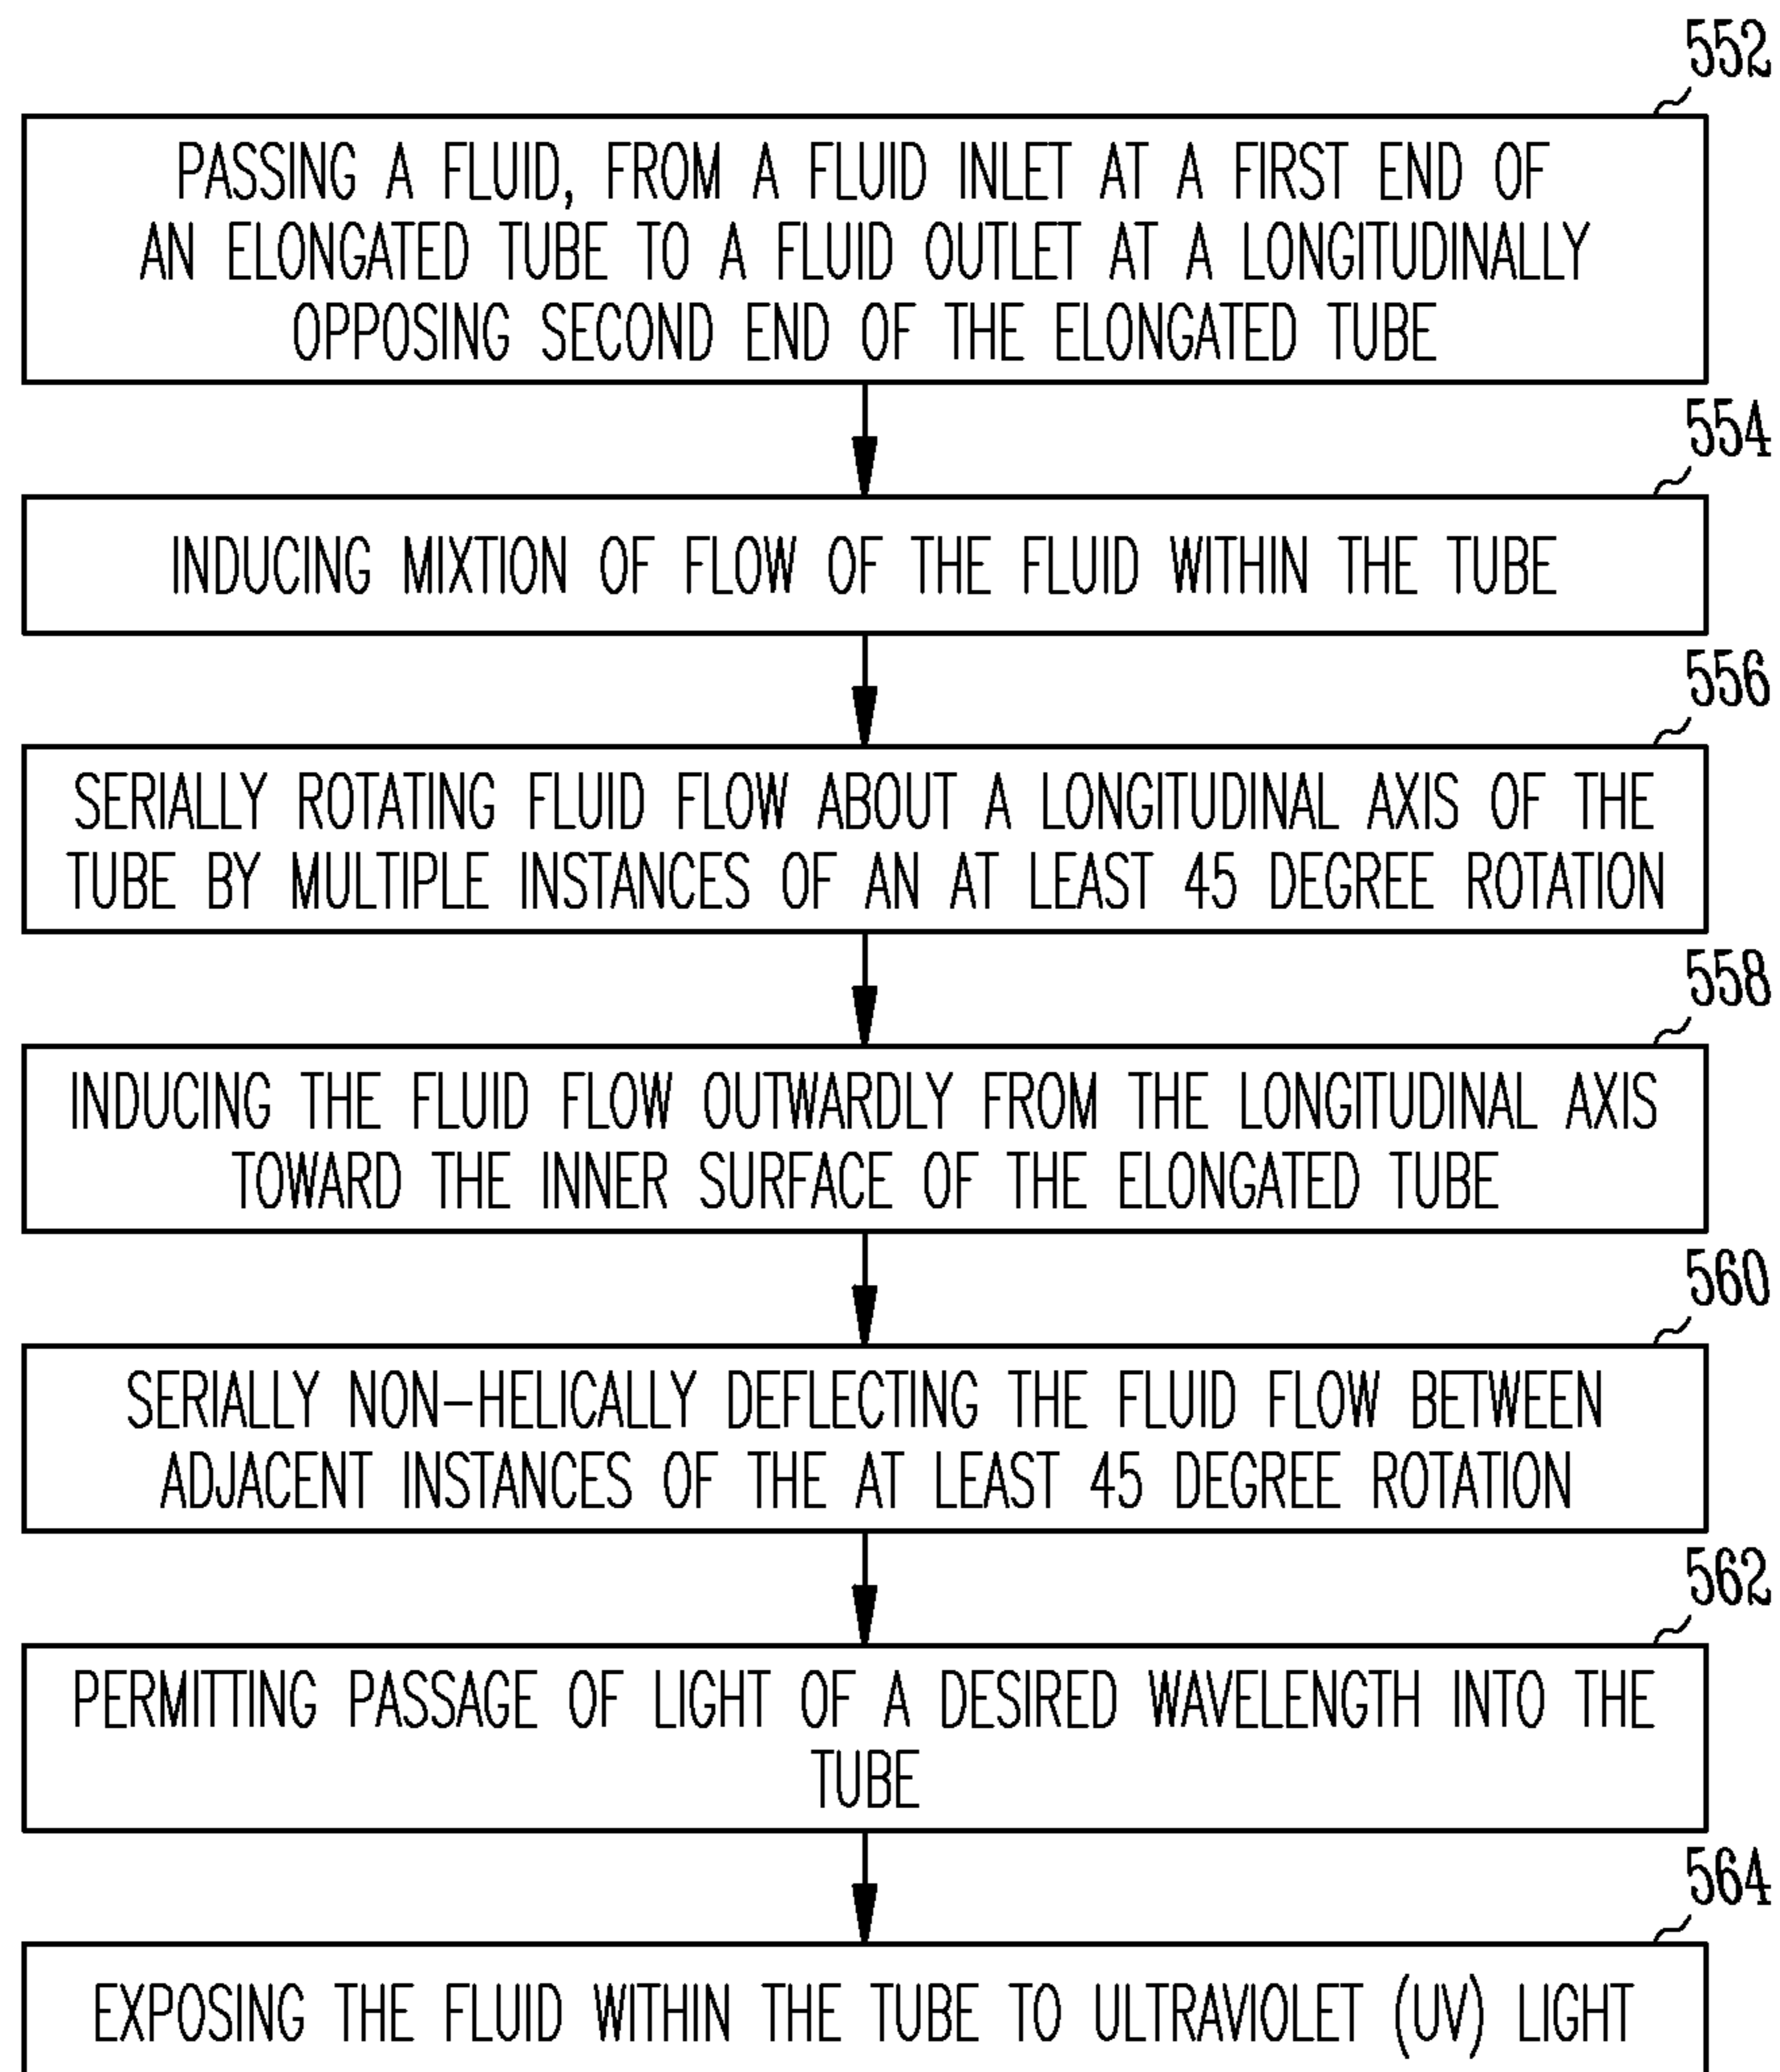 552
PASSING A FLUID, FROM A FLUID INLET AT A FIRST END OF
AN ELONGATED TUBE TO A FLUID OUTLET AT A LONGITUDINALLY
OPPOSING SECOND END OF THE ELONGATED TUBE
554
INDUCING MIXTION OF FLOW OF THE FLUID WITHIN THE TUBE
556
SERIALLY ROTATING FLUID FLOW ABOUT A LONGITUDINAL AXIS OF THE
TUBE BY MULTIPLE INSTANCES OF AN AT LEAST 45 DEGREE ROTATION
558
INDUCING THE FLUID FLOW OUTWARDLY FROM THE LONGITUDINAL AXIS
TOWARD THE INNER SURFACE OF THE ELONGATED TUBE
560
SERIALLY NON-HELICALLY DEFLECTING THE FLUID FLOW BETWEEN
ADJACENT INSTANCES OF THE AT LEAST 45 DEGREE ROTATION
562
PERMITTING PASSAGE OF LIGHT OF A DESIRED WAVELENGTH INTO THE
TUBE
564
EXPOSING THE FLUID WITHIN THE TUBE TO ULTRAVIOLET (UV) LIGHT